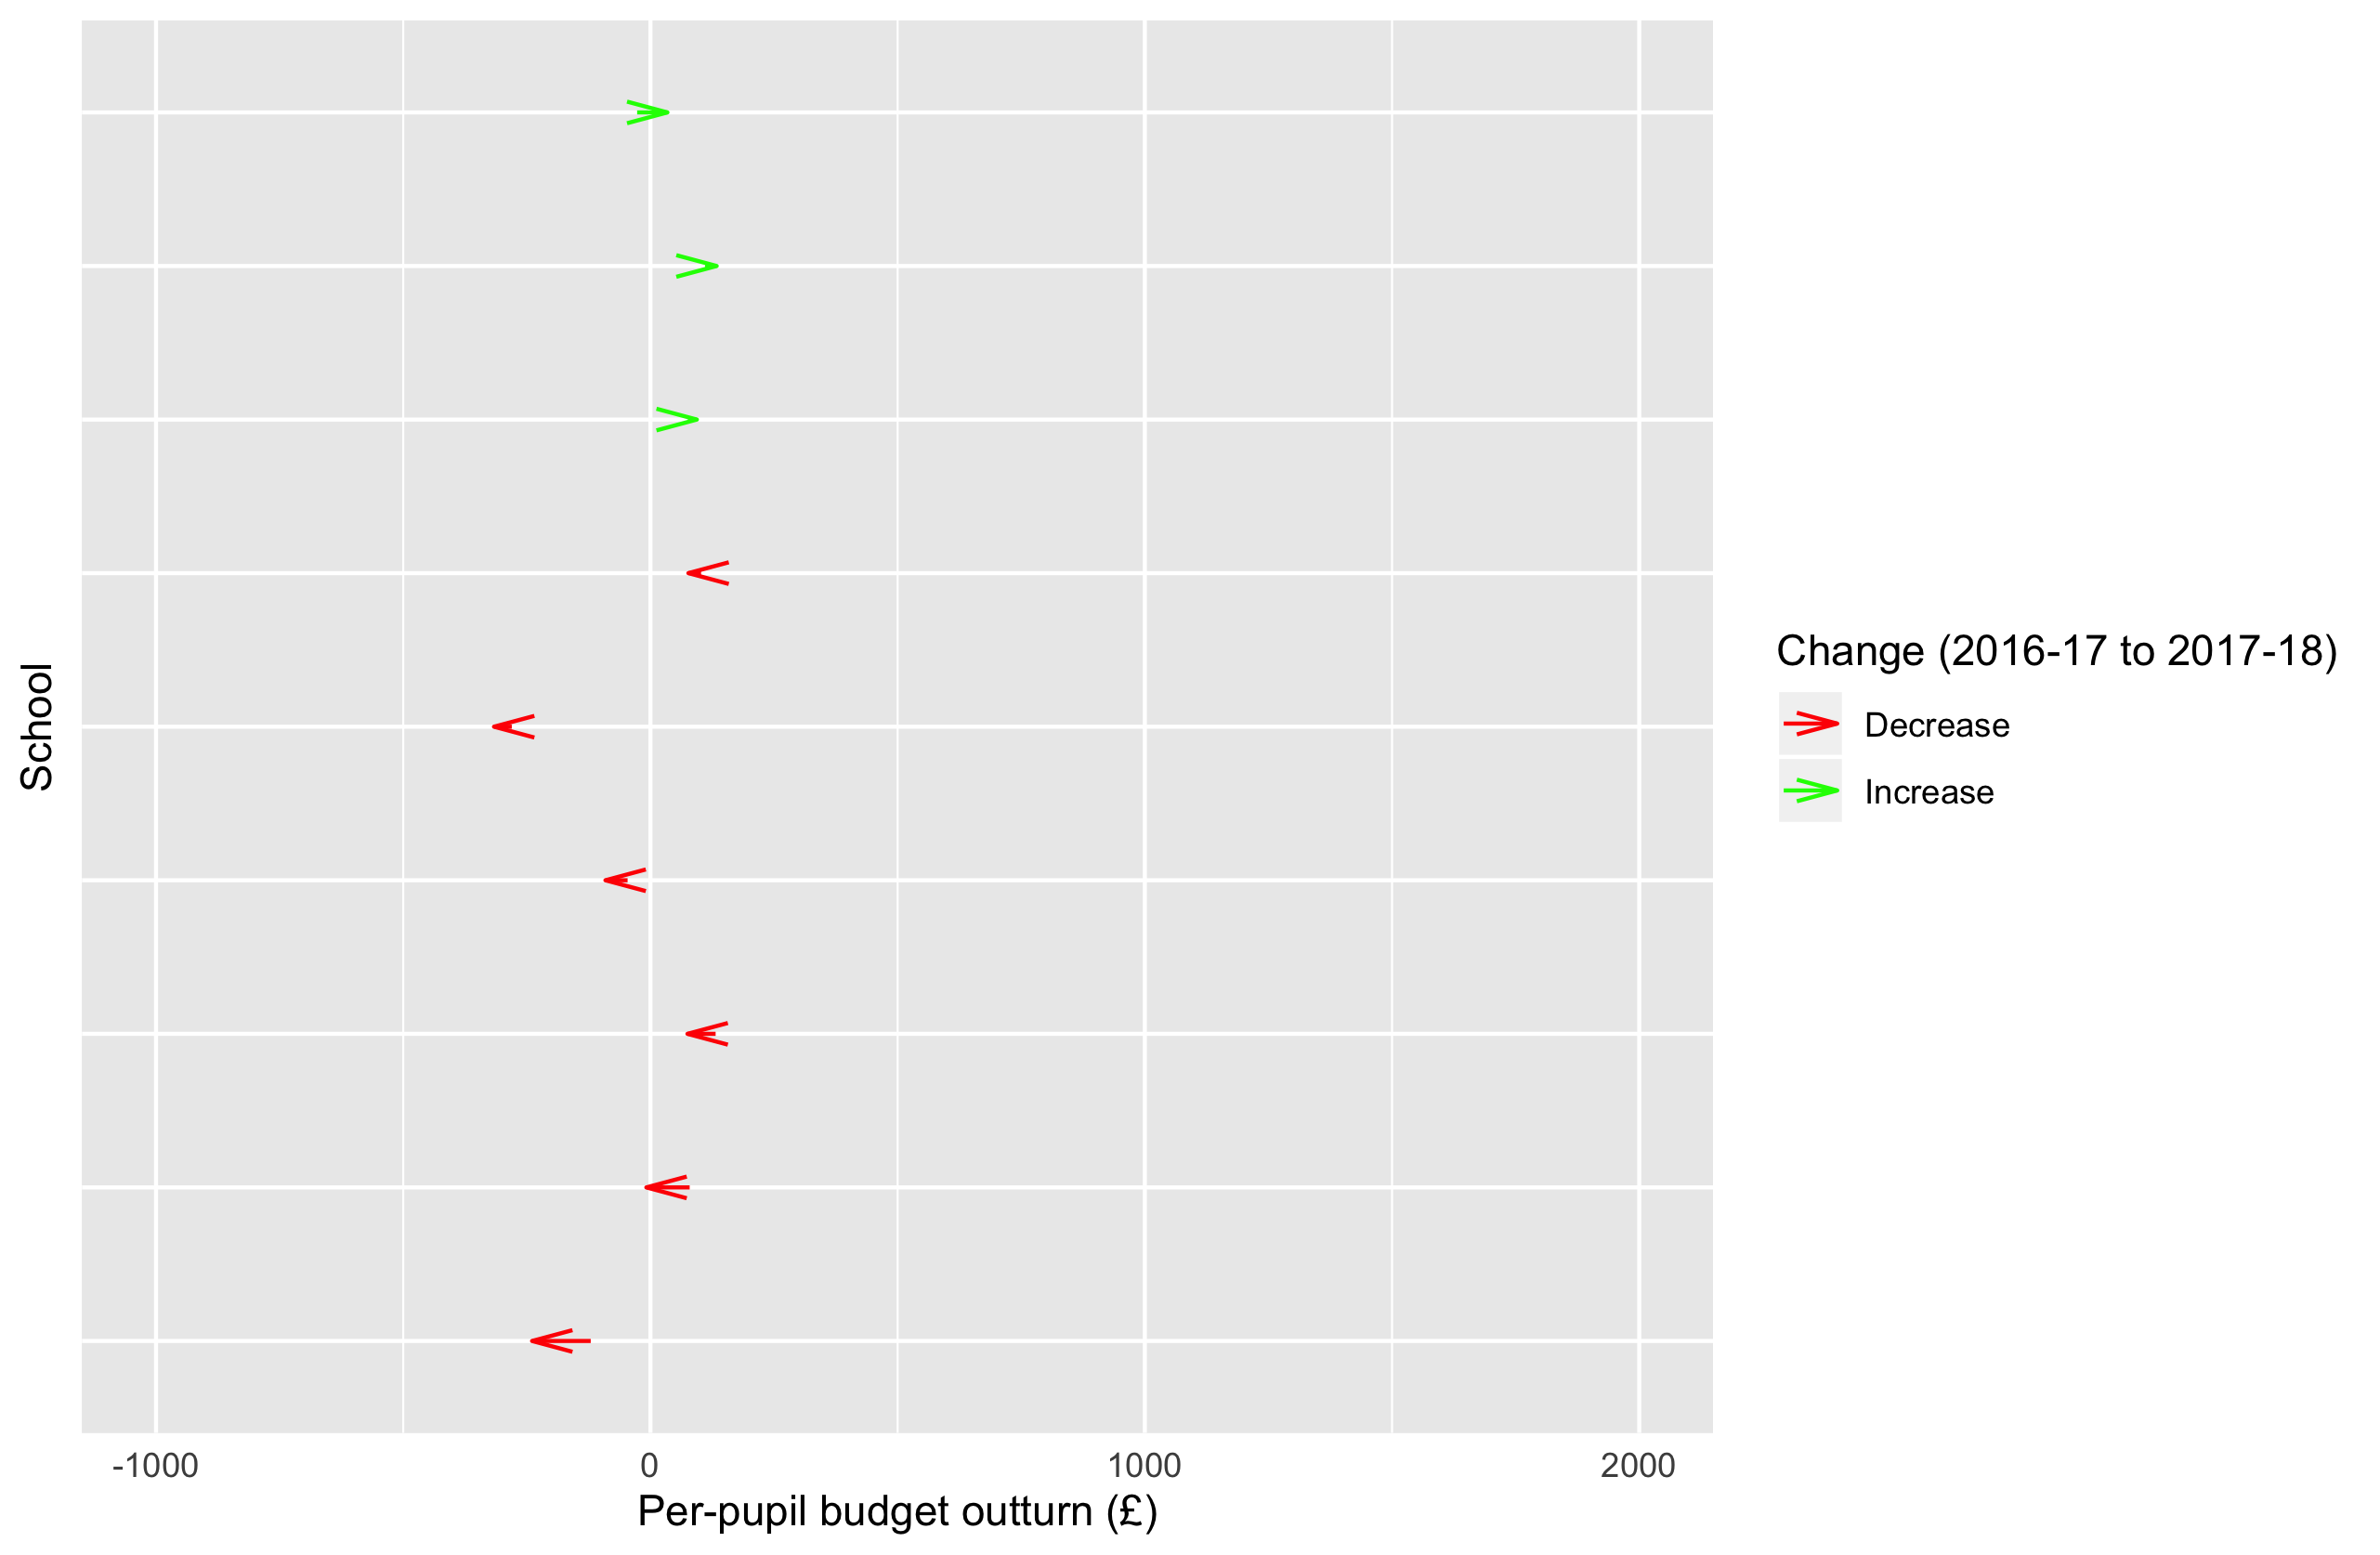 School
Change (2016-17 to 2017-18)
Decrease
Increase
-1000 0 1000 2000
Per-pupil budget outturn (£)